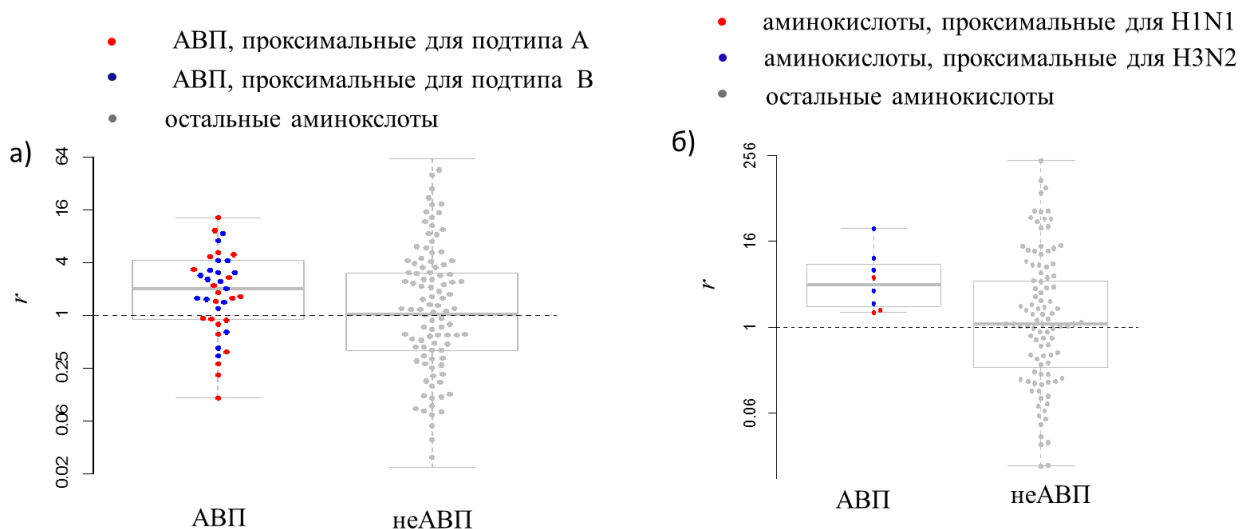 АВП, проксимальные для подтипа А
АВП, проксимальные для подтипа В
остальные аминокслоты
а)
64
16
4
1
0.25
0.06
0.02
r
АВП
неАВП
аминокислоты, проксимальные для H1N1
аминокислоты, проксимальные для H3N2
остальные аминокислоты
б)
256
16
1
0.06
r
АВП
неАВП